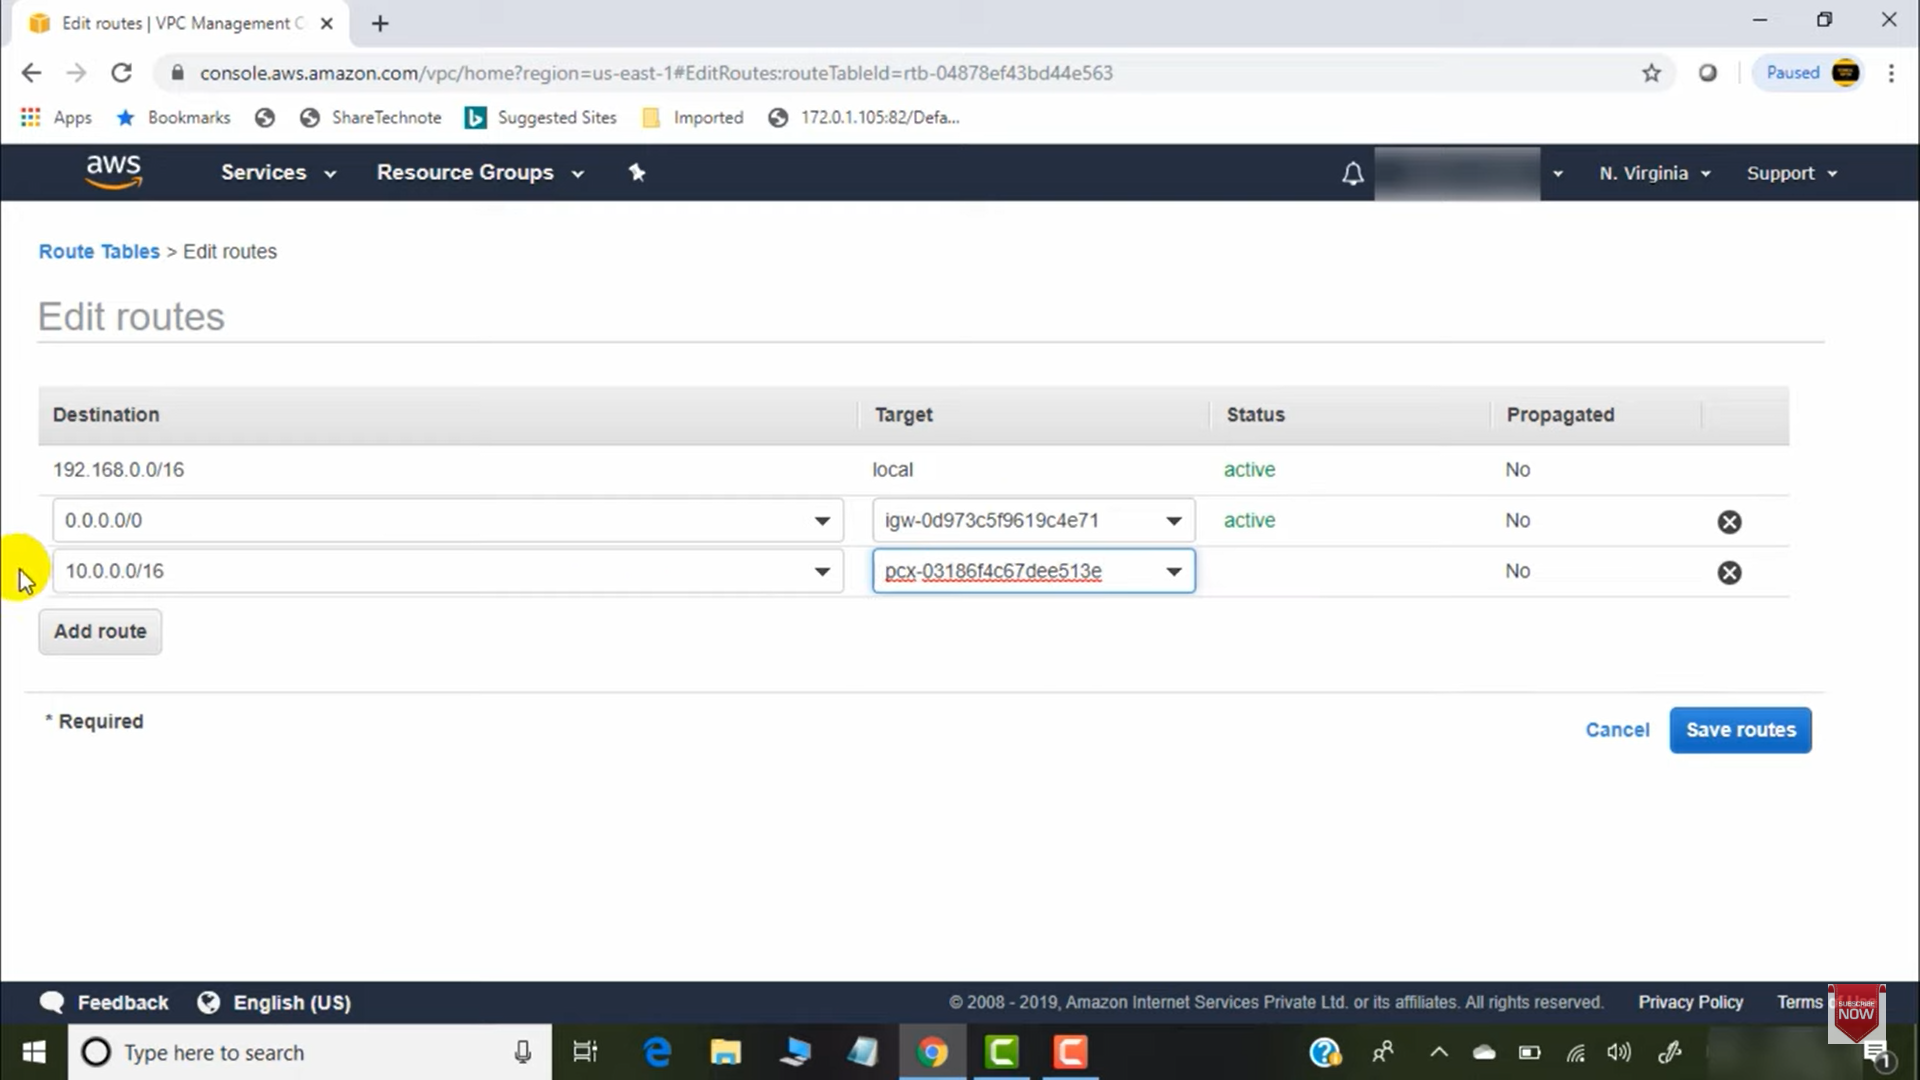 Edit routes | VPC Management C
console.aws.amazon.com/vpc/home?region=us-east-1#EditRoutes:routeTableId=rtb-04878ef43bd44e563
Paused
Apps Bookmarks ShareTechnote Suggested Sites Imported 172.0.1.105:82/Defa...
aws Services Resource Groups N. Virginia Support
Route Tables > Edit routes
Edit routes
Destination Target Status Propagated
192.168.0.0/16 local active No
0.0.0.0/0 igw-0d973c5f9619c4e71 active No
10.0.0.0/16 pcx-03186f4c67dee513e No
Add route
* Required
Cancel Save routes
Feedback English (US) © 2008 - 2019, Amazon Internet Services Private Ltd. or its affiliates. All rights reserved. Privacy Policy Terms
SUBSCRIBE
NOW
Type here to search
1